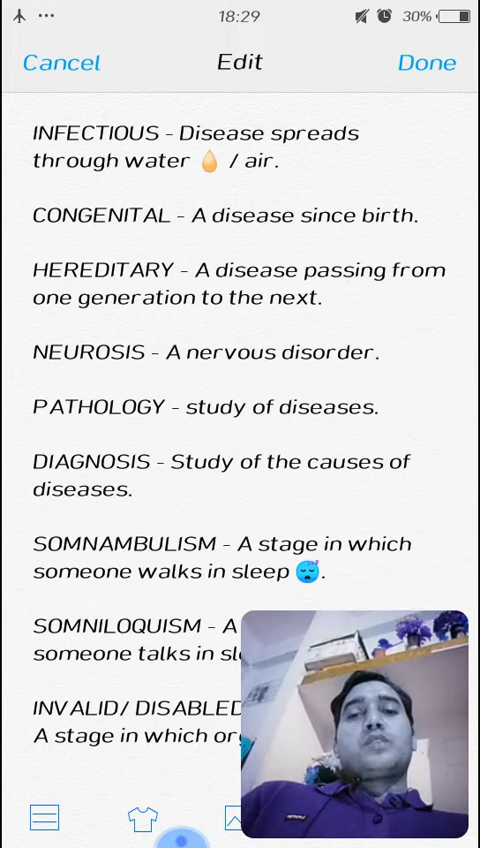 18:29
30%
Cancel
Edit
Done
INFECTIOUS - Disease spreads
through water 💧 / air.
CONGENITAL - A disease since birth.
HEREDITARY - A disease passing from
one generation to the next.
NEUROSIS - A nervous disorder.
PATHOLOGY - study of diseases.
DIAGNOSIS - Study of the causes of
diseases.
SOMNAMBULISM - A stage in which
someone walks in sleep 😴.
SOMNILOQUISM - A
someone talks in
INVALID/ DISABLED
A stage in which